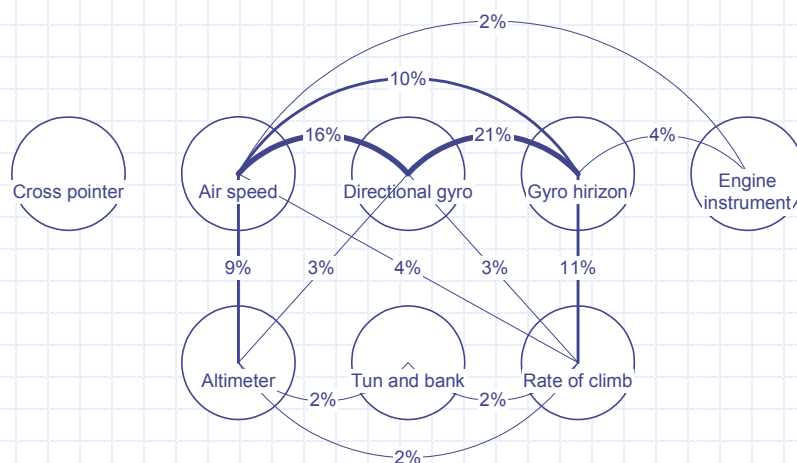 2%
10%
16%
21%
4%
Cross pointer
Air speed
Directional gyro
Gyro hirizon
Engine
instrument
9%
3%
4%
3%
11%
Altimeter
Tun and bank
Rate of climb
2%
2%
2%